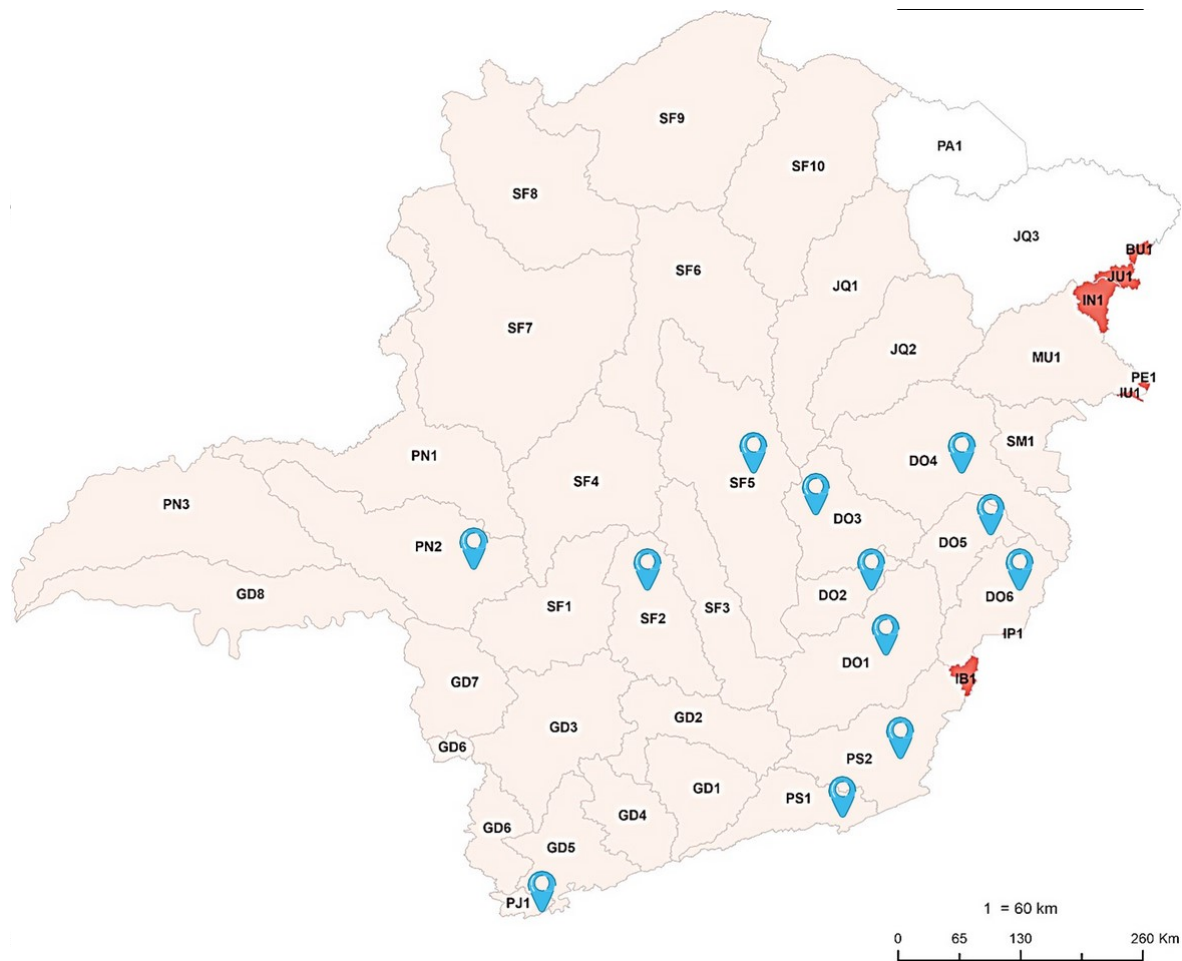 SF9
PA1
SF10
SF8
JQ3
BU1
SF6
JU1
JQ1
IN1
SF7
JQ2
MU1
PE1
IU1
SM1
PN1
DO4
SF4
SF5
PN3
DO3
PN2
DO5
GD8
DO2
DO6
SF1
SF3
SF2
IP1
DO1
IB1
GD7
GD2
GD3
GD6
PS2
GD1
PS1
GD4
GD6
GD5
PJ1
1 = 60 km
0 65 130 260 Km